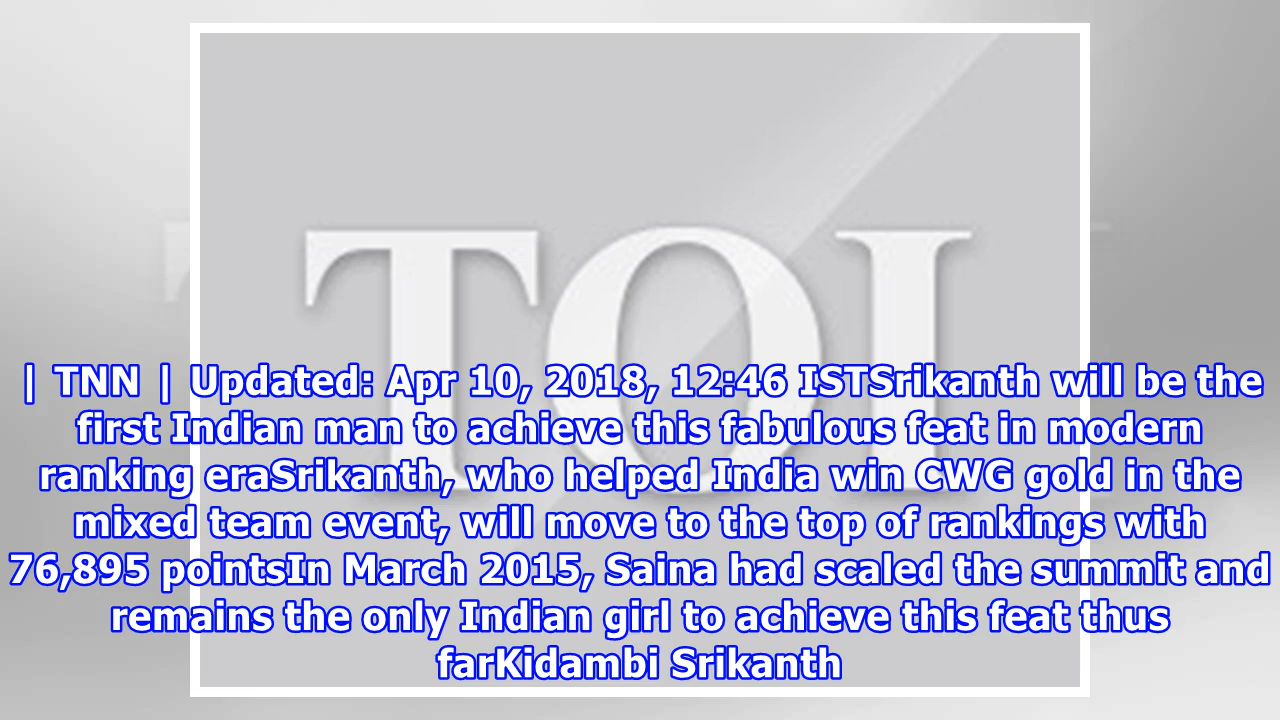 TOI
| TNN | Updated: Apr 10, 2018, 12:46 ISTSrikanth will be the
first Indian man to achieve this fabulous feat in modern
ranking eraSrikanth, who helped India win CWG gold in the
mixed team event, will move to the top of rankings with
76,895 pointsIn March 2015, Saina had scaled the summit and
remains the only Indian girl to achieve this feat thus
farKidambi Srikanth